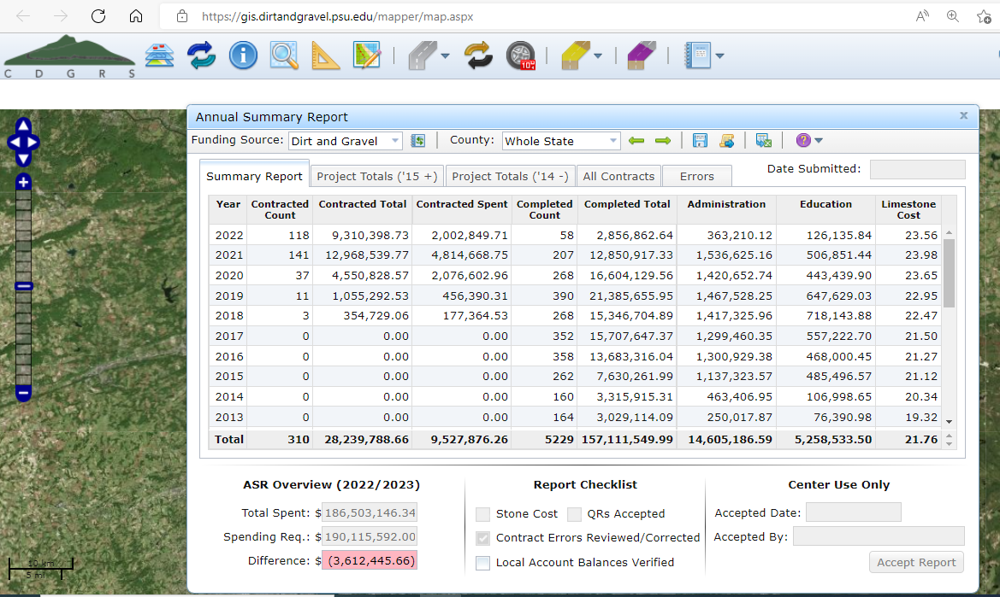 https://gis.dirtandgravel.psu.edu/mapper/map.aspx
C D G R S
10⁴
Annual Summary Report
Funding Source: Dirt and Gravel County: Whole State
Date Submitted:
Summary Report Project Totals ('15 +) Project Totals ('14 -) All Contracts Errors
Year Contracted Count Contracted Total Contracted Spent Completed Count Completed Total Administration Education Limestone Cost
2022 118 9,310,398.73 2,002,849.71 58 2,856,862.64 363,210.12 126,135.84 23.56
2021 141 12,968,539.77 4,814,668.75 207 12,850,917.33 1,536,625.16 506,851.44 23.98
2020 37 4,550,828.57 2,076,602.96 268 16,604,129.56 1,420,652.74 443,439.90 23.65
2019 11 1,055,292.53 456,390.31 390 21,385,655.95 1,467,528.25 647,629.03 22.95
2018 3 354,729.06 177,364.53 268 15,346,704.89 1,417,325.96 718,143.88 22.47
2017 0 0.00 0.00 352 15,707,647.37 1,299,460.35 557,222.70 21.50
2016 0 0.00 0.00 358 13,683,316.04 1,300,929.38 468,000.45 21.27
2015 0 0.00 0.00 262 7,630,261.99 1,137,323.57 485,496.57 21.12
2014 0 0.00 0.00 160 3,315,915.31 463,406.95 106,998.65 20.34
2013 0 0.00 0.00 164 3,029,114.09 250,017.87 76,390.98 19.32
Total 310 28,239,788.66 9,527,876.26 5229 157,111,549.99 14,605,186.59 5,258,533.50 21.76
ASR Overview (2022/2023)
Total Spent: $ 186,503,146.34
Spending Req.: $ 190,115,592.00
Difference: $ (3,612,445.66)
Report Checklist
Stone Cost QRs Accepted
Contract Errors Reviewed/Corrected
Local Account Balances Verified
Center Use Only
Accepted Date:
Accepted By:
Accept Report
10 km
5 mi